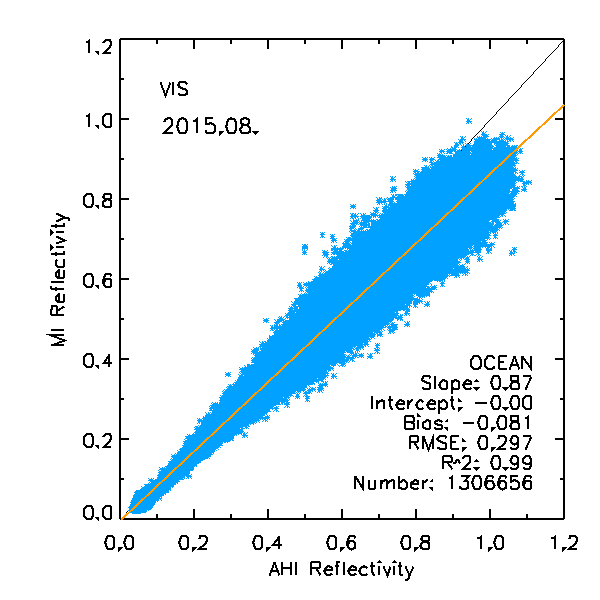 1.2
VIS
2015.08.
1.0
0.8
0.6
0.4
0.2
0.0
MI Reflectivity
OCEAN
Slope: 0.87
Intercept: -0.00
Bias: -0.081
RMSE: 0.297
R^2: 0.99
Number: 1306656
0.0 0.2 0.4 0.6 0.8 1.0 1.2
AHI Reflectivity